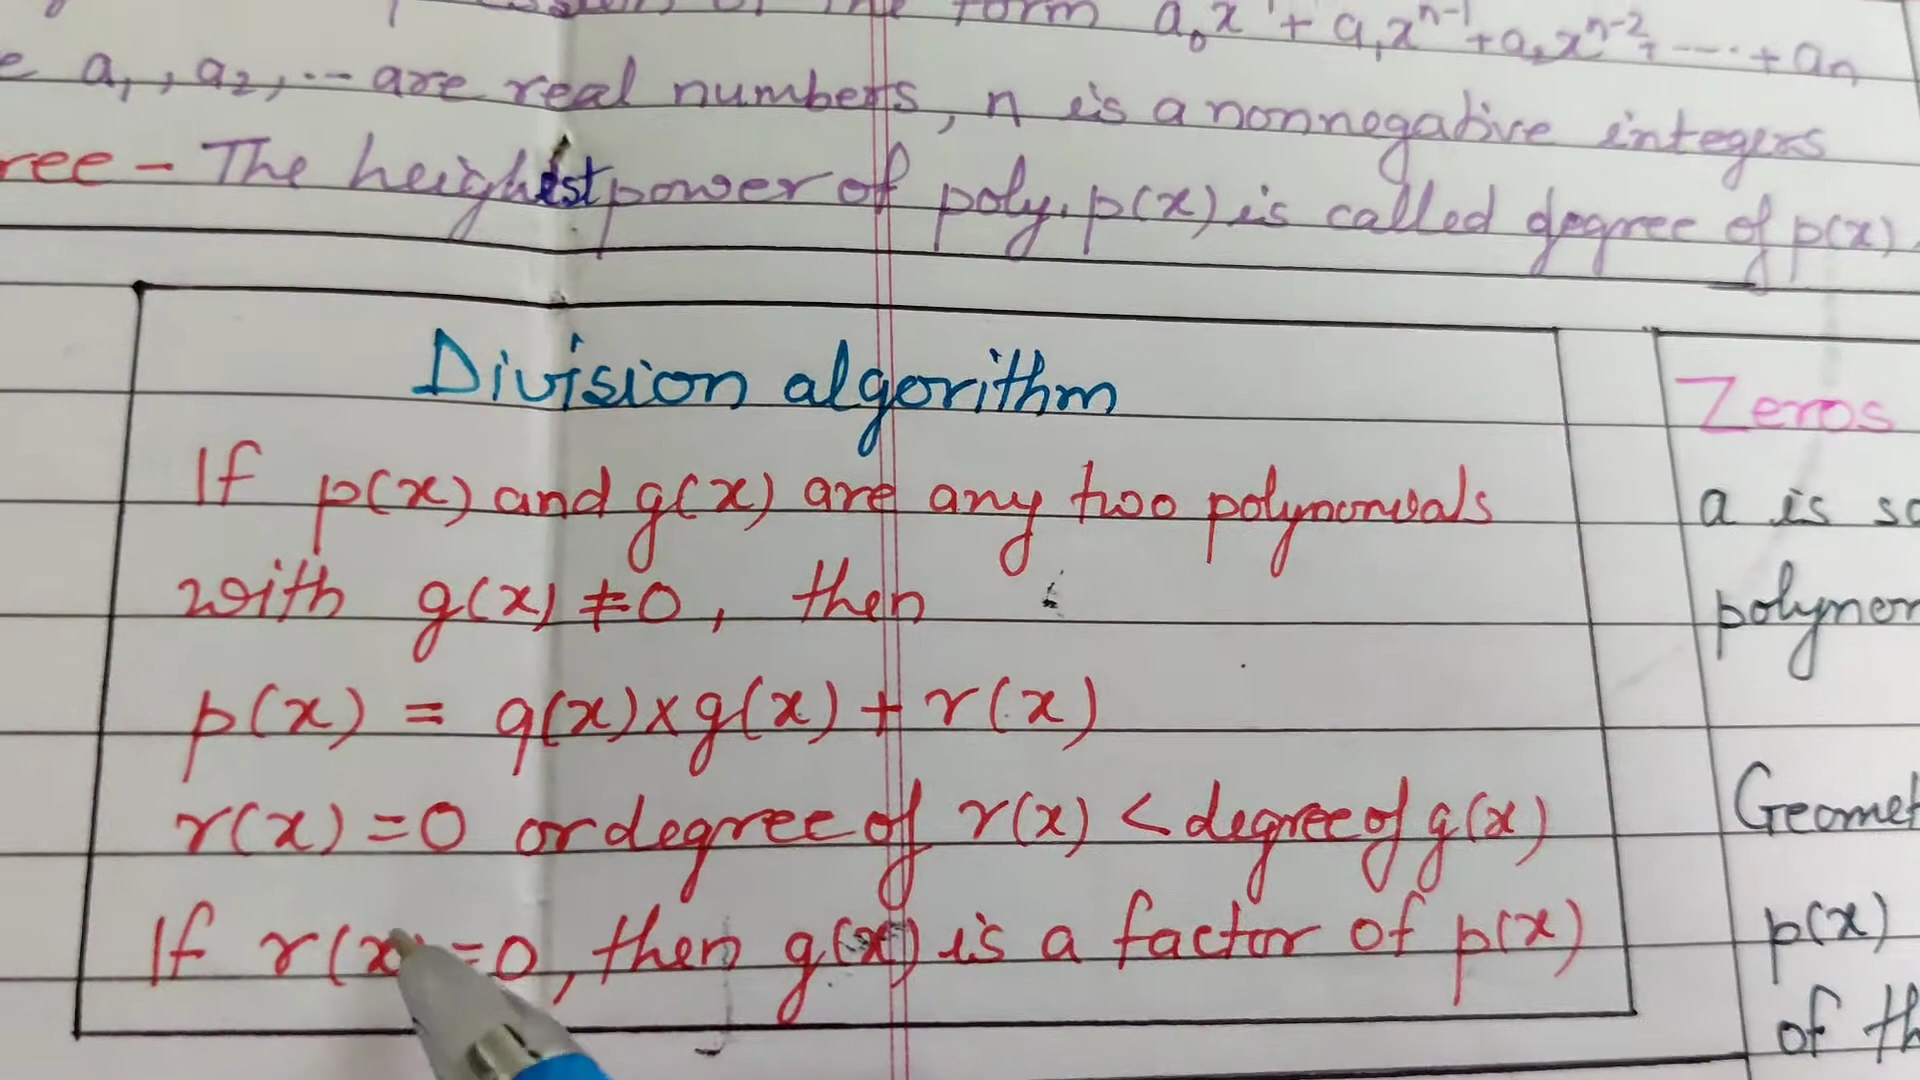 the form a₀xⁿ + a₁xⁿ⁻¹ + a₂xⁿ⁻² + ---- + aₙ
e a₁, a₂, --- are real numbers, n is a nonnegative integers
ree - The heighest power of poly. p(x) is called degree of p(x).
Division algorithm
If p(x) and g(x) are any two polynomials
with g(x) ≠ 0, then
p(x) = q(x) x g(x) + r(x)
r(x) = 0 or degree of r(x) < degree of g(x)
If r(x) = 0, then g(x) is a factor of p(x)
Zeros
a is
polynom
Geomet
p(x)
of th